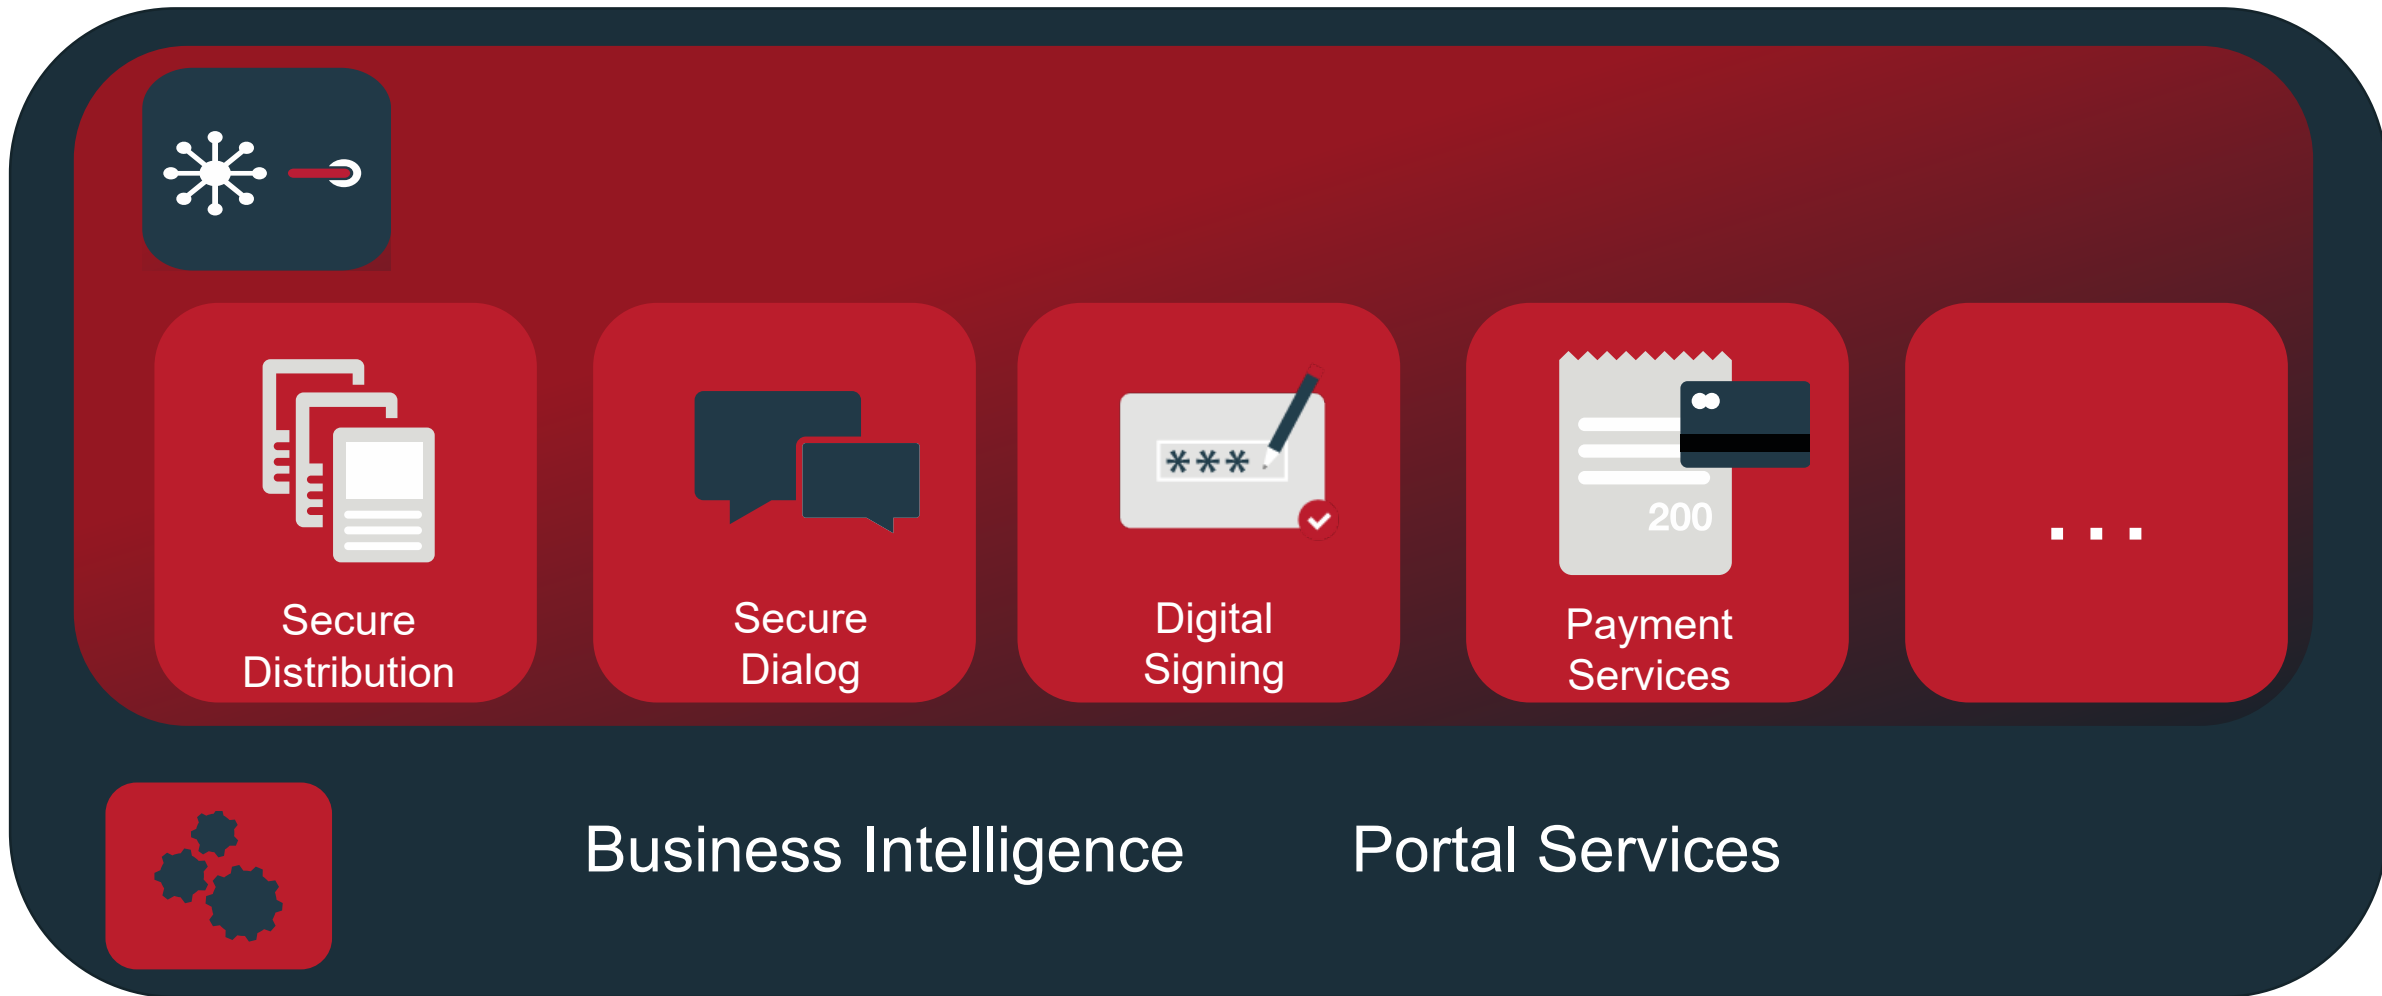 ***
200
...
Secure
Distribution
Secure
Dialog
Digital
Signing
Payment
Services
Business Intelligence
Portal Services